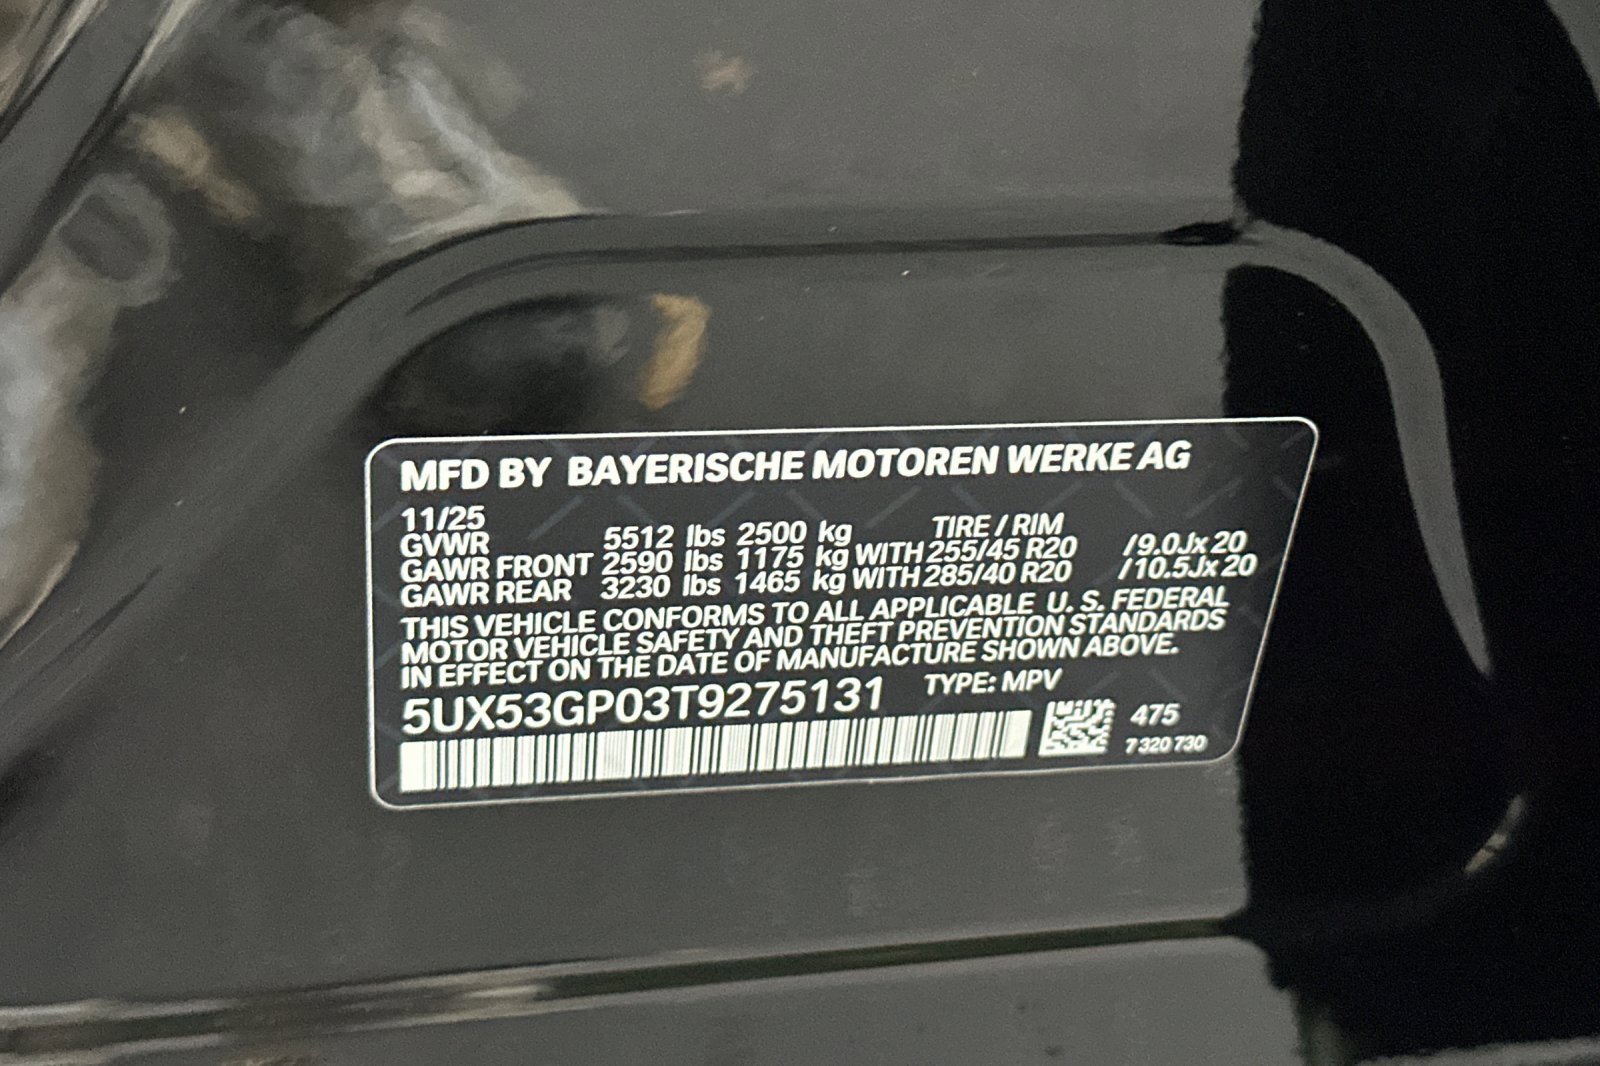 MFD BY BAYERISCHE MOTOREN WERKE AG
11/25
GVWR 5512 lbs 2500 kg TIRE / RIM
GAWR FRONT 2590 lbs 1175 kg WITH 255/45 R20 /9.0Jx20
GAWR REAR 3230 lbs 1465 kg WITH 285/40 R20 /10.5Jx20
THIS VEHICLE CONFORMS TO ALL APPLICABLE U. S. FEDERAL
MOTOR VEHICLE SAFETY AND THEFT PREVENTION STANDARDS
IN EFFECT ON THE DATE OF MANUFACTURE SHOWN ABOVE.
5UX53GP03T9275131 TYPE: MPV
475
7 320 730